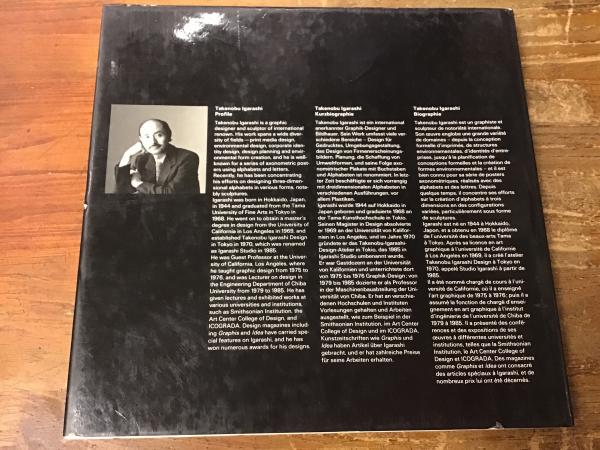 Takenobu Igarashi
Profile
Takenobu Igarashi is a graphic
designer and sculptor of international
renown. His work spans a wide diver-
sity of fields – print media design
environmental design, corporate iden-
tity design, design planning and envi-
ronmental form creation, and he is well-
known for a series of axonometric post-
ers using alphabets and letters.
Recently, he has been concentrating
his efforts on designing three-dimen-
sional alphabets in various forms, nota-
bly sculptures.
Igarashi was born in Hokkaido, Japan,
in 1944 and graduated from the Tama
University of Fine Arts in Tokyo in
1968. He went on to obtain a master's
degree in design from the University of
California in Los Angeles in 1969, and
established Takenobu Igarashi Design
in Tokyo in 1970, which was renamed
as Igarashi Studio in 1985.
He was Guest Professor at the Univer-
sity of California, Los Angeles, where
he taught graphic design from 1975 to
1976, and was Lecturer on design in
the Engineering Department of Chiba
University from 1979 to 1985. He has
given lectures and exhibited works at
various universities and institutions,
such as Smithsonian Institution, the
Art Center College of Design, and
ICOGRADA. Design magazines includ-
ing Graphis and Idea have carried spe-
cial features on Igarashi, and he has
won numerous awards for his designs.
Takenobu Igarashi
Kurzbiographie
Takenobu Igarashi ist ein international
anerkannter Graphik-Designer und
Bildhauer. Sein Werk umfasst viele ver-
schiedene Bereiche – Design für
Gedrucktes, Umgebungsgestaltung,
das Design von Firmenerscheinungs-
bildern, Planung, die Schaffung von
Umweltformen, und seine Folge axo-
nometrischer Plakate mit Buchstaben
und Alphabeten ist renommiert. In letz-
ter Zeit beschäftigte er sich vorrangig
mit dreidimensionalen Alphabeten in
verschiedenen Ausführungen, vor
allem Plastiken.
Igarashi wurde 1944 auf Hokkaido in
Japan geboren und graduierte 1968 an
der Tama-Kunsthochschule in Tokio.
Seinen Magister in Design absolvierte
er 1969 an der Universität von Kalifor-
nien in Los Angeles, und im Jahre 1970
gründete er das Takenobu-Igarashi-
Design-Atelier in Tokio, das 1985 in
Igarashi Studio umbenannt wurde.
Er war Gastdozent an der Universität
von Kalifornien und unterrichtete dort
von 1975 bis 1976 Graphik-Design; von
1979 bis 1985 dozierte er als Professor
in der Maschinenbauabteilung der Uni-
versität von Chiba. Er hat an verschie-
denen Hochschulen und Instituten
Vorlesungen gehalten und Arbeiten
ausgestellt, wie zum Beispiel in der
Smithsonian Institution, im Art Center
College of Design und im ICOGRADA.
Kunstzeitschriften wie Graphis und
Idea haben Artikel über Igarashi
gebracht, und er hat zahlreiche Preise
für seine Arbeiten erhalten.
Takenobu Igarashi
Biographie
Takenobu Igarashi est un graphiste et
sculpteur de notoriété internationale.
Son œuvre englobe une grande variété
de domaines – depuis la conception
formelle d'imprimés, de structures
environnementales, d'identités d'entre-
prises, jusqu'à la planification de
conceptions formelles et la création de
formes environnementales – et il est
bien connu pour sa série de posters
axonométriques, réalisés avec des
alphabets et des lettres. Depuis
quelque temps, il concentre ses efforts
sur la création d'alphabets à trois
dimensions en des configurations
variées, particulièrement sous forme
de sculptures.
Igarashi est né en 1944 à Hokkaido,
Japon, et a obtenu en 1968 le diplôme
de l'Université des beaux-arts Tama
à Tokyo. Après sa licence en art
graphique à l'université de Californie
à Los Angeles en 1969, il a créé l'atelier
Takenobu Igarashi Design à Tokyo en
1970, appelé Studio Igarashi à partir de
1985.
Il a été nommé chargé de cours à l'uni-
versité de Californie, où il a enseigné
l'art graphique de 1975 à 1976; puis il a
assumé la fonction de chargé d'ensei-
gnement en art graphique à l'institut
d'ingénierie de l'université de Chiba de
1979 à 1985. Il a présenté des confé-
rences et des expositions de ses
œuvres à différentes universités et
institutions, telles que la Smithsonian
Institution, le Art Center College of
Design et ICOGRADA. Des magazines
comme Graphis et Idea ont consacré
des articles spéciaux à Igarashi, et de
nombreux prix lui ont été décernés.